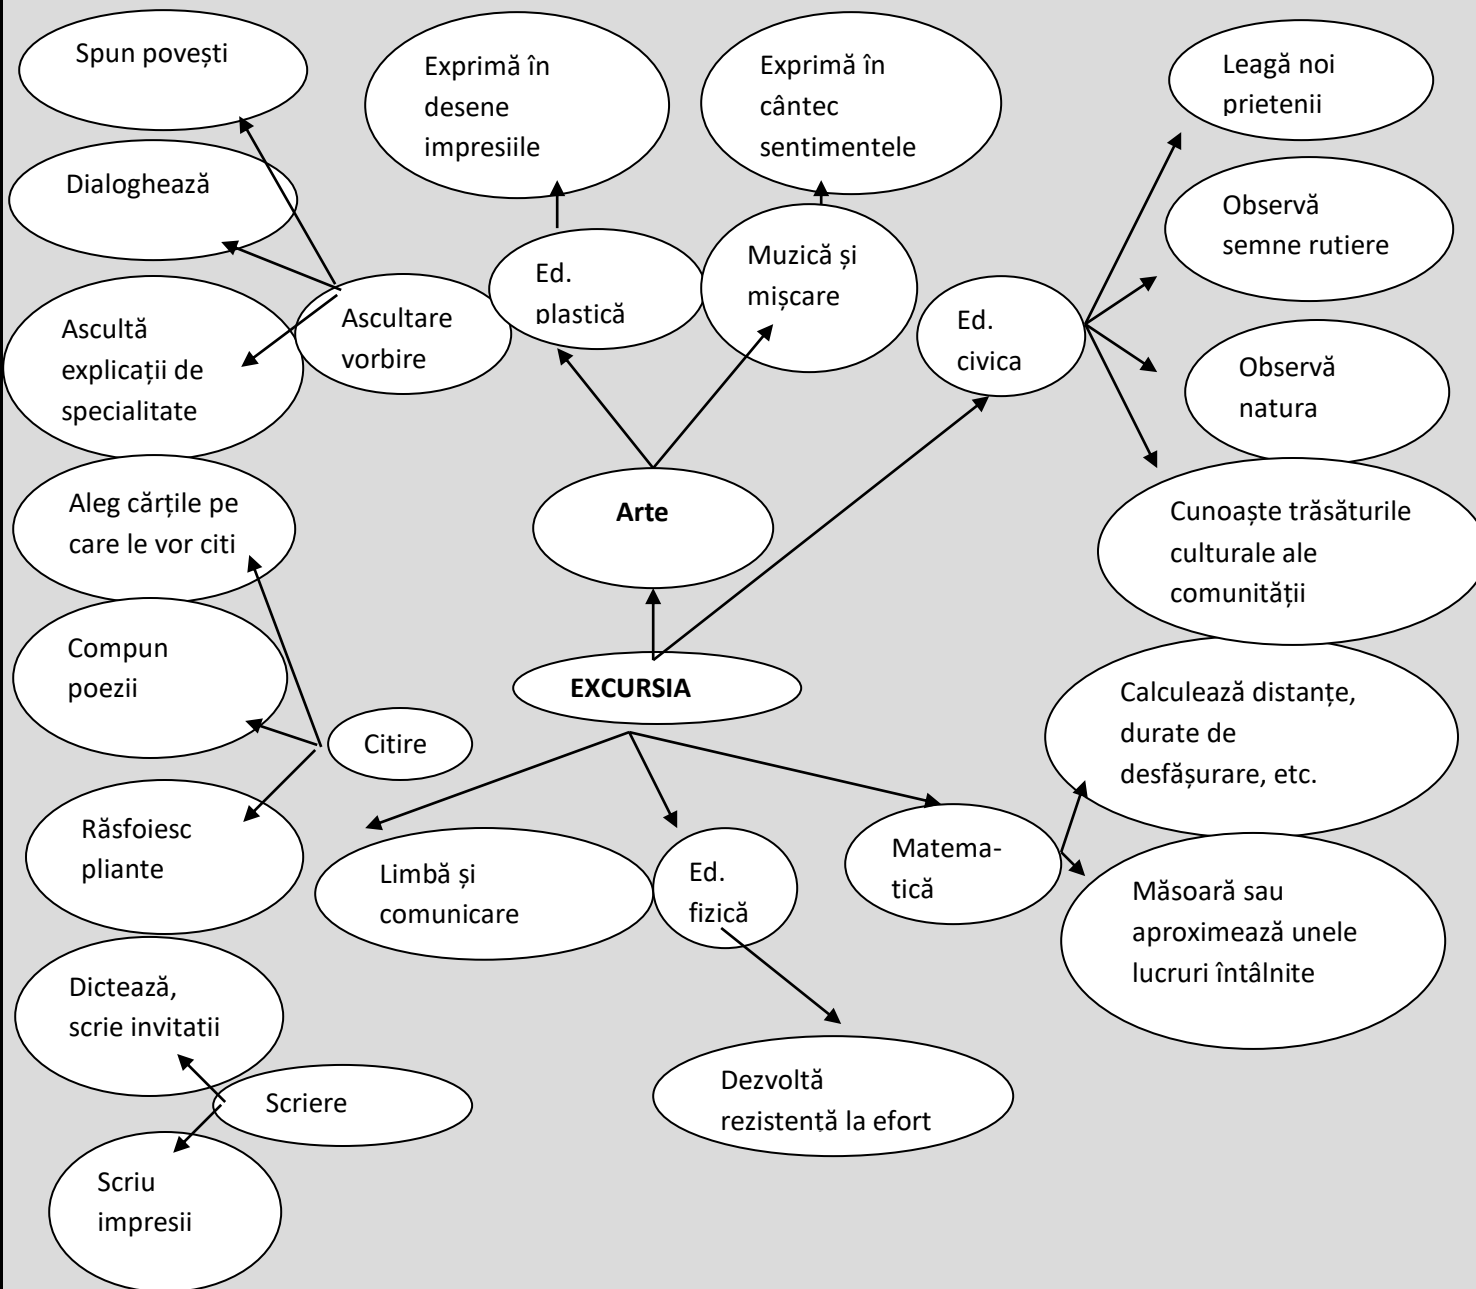 Spun povești
Exprimă în
desene
impresiile
Exprimă în
cântec
sentimentele
Leagă noi
prietenii
Dialoghează
Observă
semne rutiere
Ascultă
explicații de
specialitate
Ascultare
vorbire
Ed.
plastică
Muzică și
mișcare
Ed.
civica
Observă
natura
Aleg cărțile pe
care le vor citi
Arte
Cunoaște trăsăturile
culturale ale
comunității
Compun
poezii
EXCURSIA
Calculează distanțe,
durate de
desfășurare, etc.
Citire
Răsfoiesc
pliante
Limbă și
comunicare
Ed.
fizică
Matema-
tică
Măsoară sau
aproximează unele
lucruri întâlnite
Dictează,
scrie invitatii
Scriere
Dezvoltă
rezistență la efort
Scriu
impresii